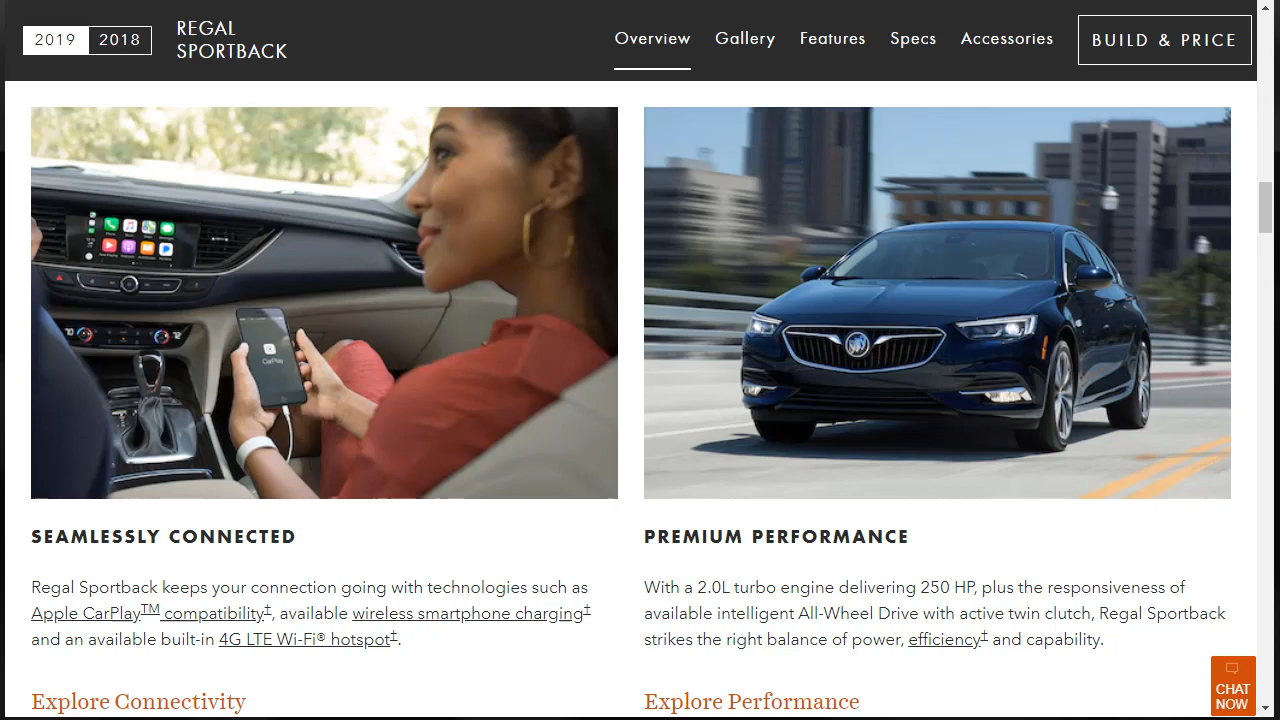 2019 2018
REGAL
SPORTBACK
Overview Gallery Features Specs Accessories
BUILD & PRICE
CarPlay
SEAMLESSLY CONNECTED
Regal Sportback keeps your connection going with technologies such as
Apple CarPlay™ compatibility‡, available wireless smartphone charging‡
and an available built-in 4G LTE Wi-Fi® hotspot‡.
Explore Connectivity
PREMIUM PERFORMANCE
With a 2.0L turbo engine delivering 250 HP, plus the responsiveness of
available intelligent All-Wheel Drive with active twin clutch, Regal Sportback
strikes the right balance of power, efficiency‡ and capability.
Explore Performance
CHAT
NOW